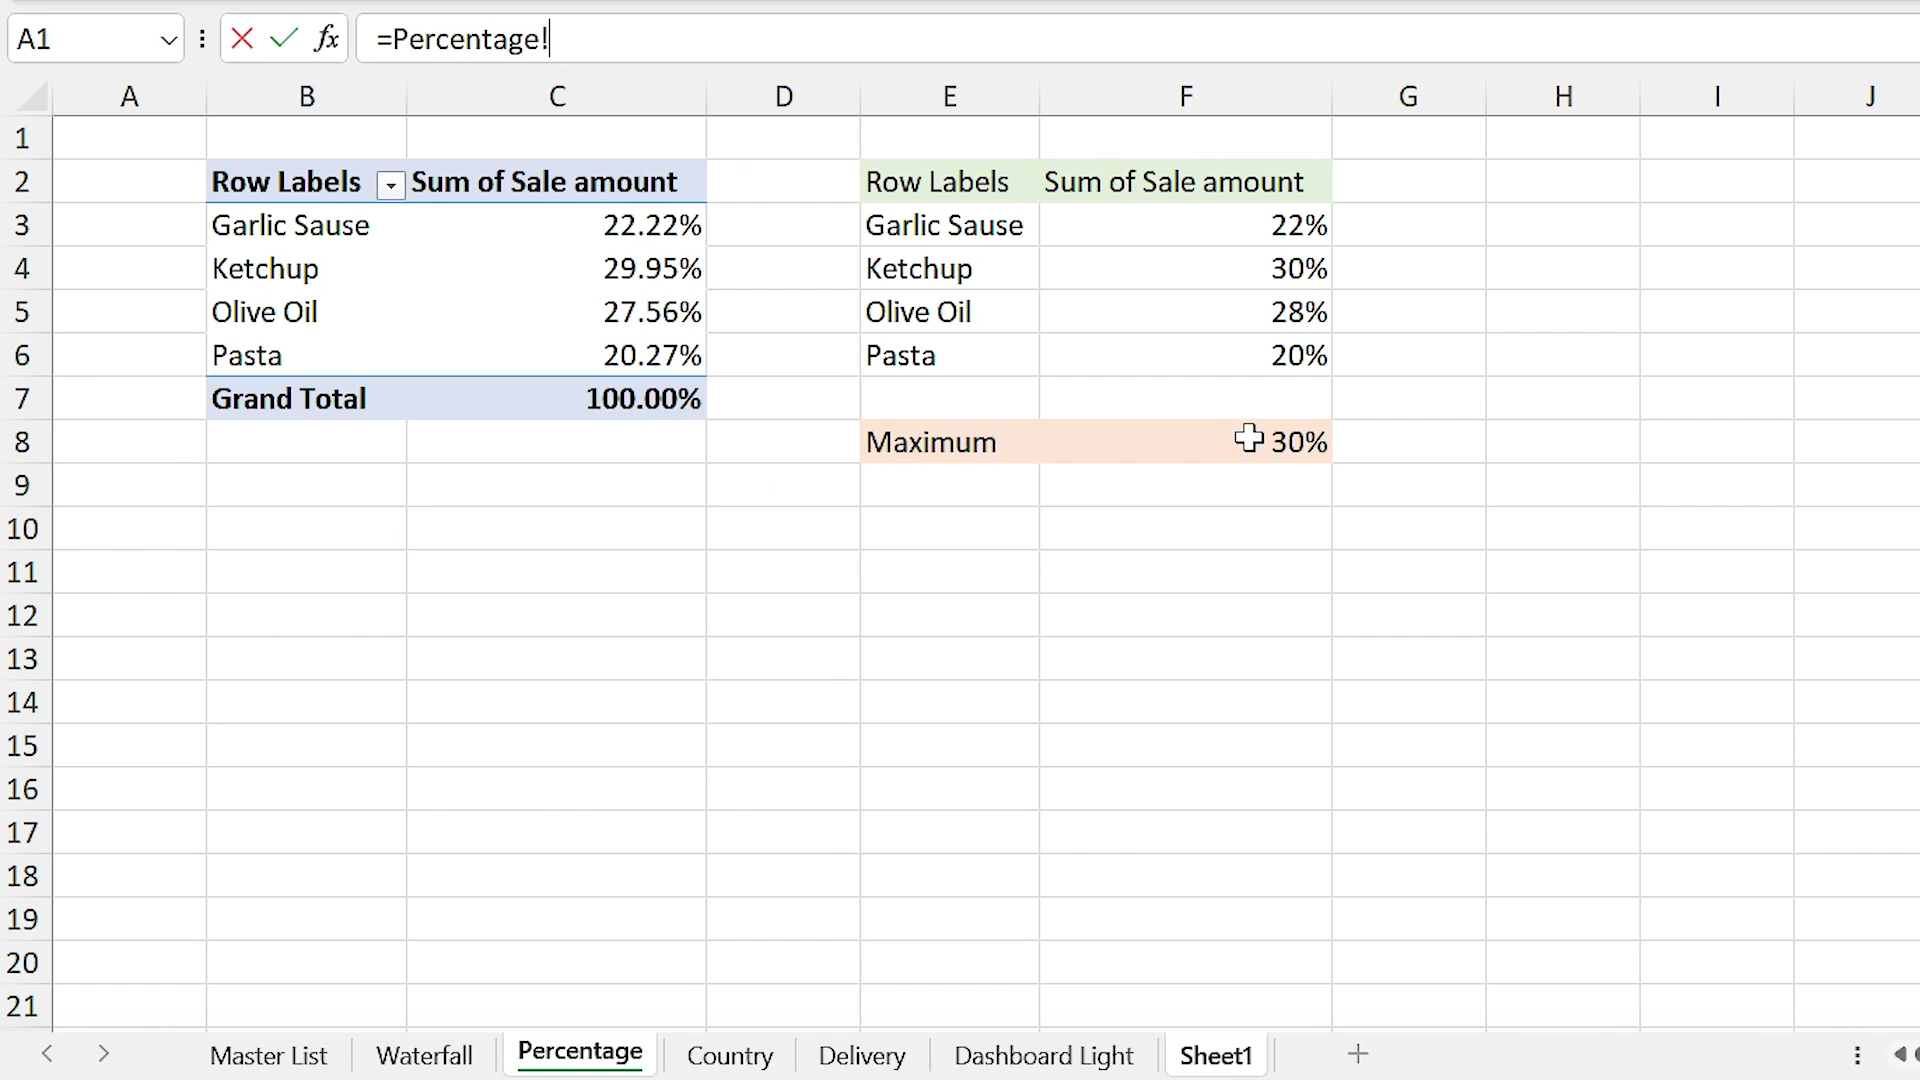 A1 fx =Percentage!
A B C D E F G H I J
1
2 Row Labels Sum of Sale amount Row Labels Sum of Sale amount
3 Garlic Sause 22.22% Garlic Sause 22%
4 Ketchup 29.95% Ketchup 30%
5 Olive Oil 27.56% Olive Oil 28%
6 Pasta 20.27% Pasta 20%
7 Grand Total 100.00%
8 Maximum 30%
9
10
11
12
13
14
15
16
17
18
19
20
21
Master List Waterfall Percentage Country Delivery Dashboard Light Sheet1